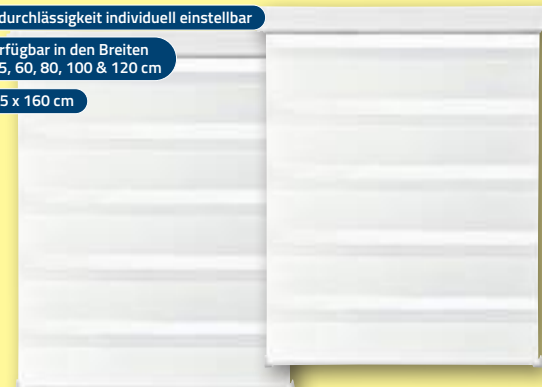 durchlässigkeit individuell einstellbar
rfügbar in den Breiten
5, 60, 80, 100 & 120 cm
5 x 160 cm